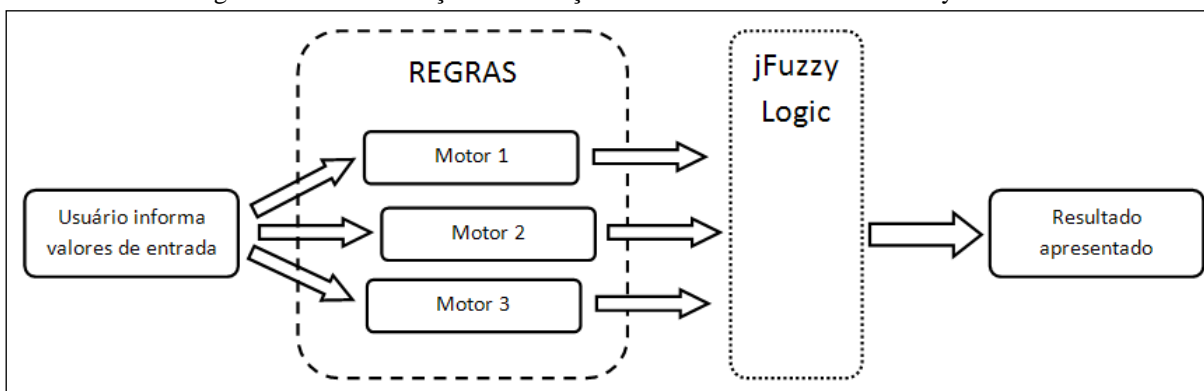 REGRAS
jFuzzy
Logic
Motor 1
Usuário informa
valores de entrada
Motor 2
Resultado
apresentado
Motor 3